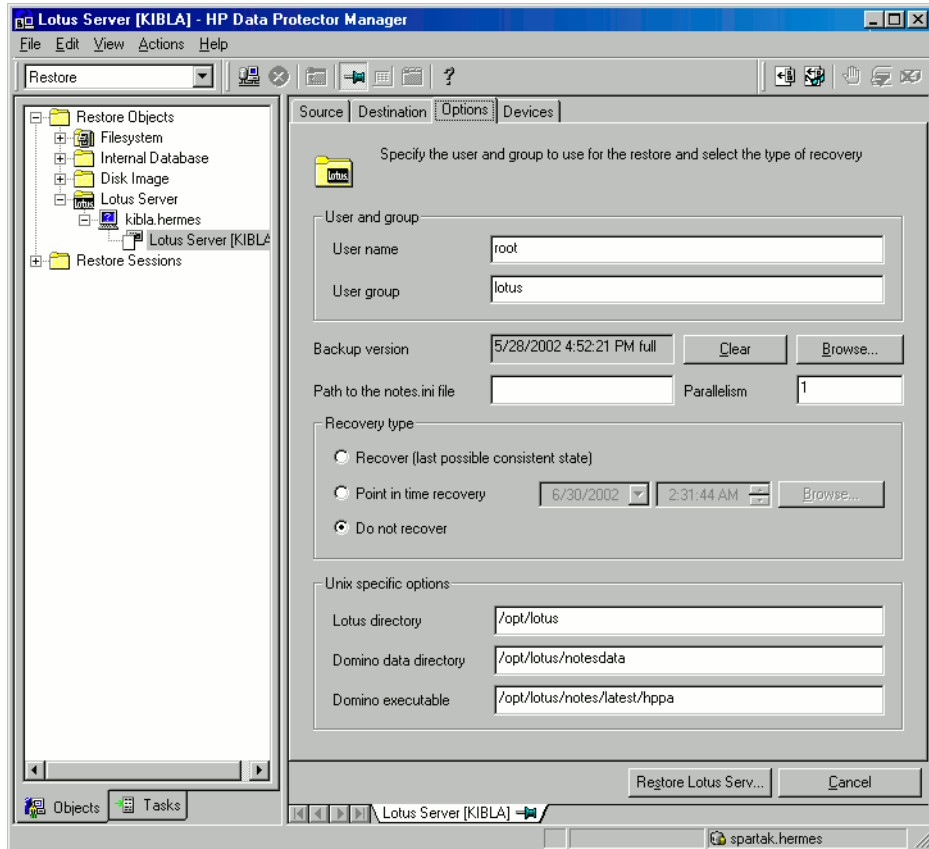 Lotus Server [KIBLA] - HP Data Protector Manager
File Edit View Actions Help
Restore
?
Source Destination Options Devices
Restore Objects
Filesystem
Internal Database
Disk Image
Lotus Server
kibla.hermes
Lotus Server [KIBLA
Restore Sessions
Specify the user and group to use for the restore and select the type of recovery
Lotus
User and group
User name root
User group lotus
Backup version 5/28/2002 4:52:21 PM full Clear Browse...
Path to the notes.ini file Parallelism 1
Recovery type
Recover (last possible consistent state)
Point in time recovery 6/30/2002 2:31:44 AM Browse...
Do not recover
Unix specific options
Lotus directory /opt/lotus
Domino data directory /opt/lotus/notesdata
Domino executable /opt/lotus/notes/latest/hppa
Restore Lotus Serv... Cancel
Objects Tasks
Lotus Server [KIBLA]
spartak.hermes